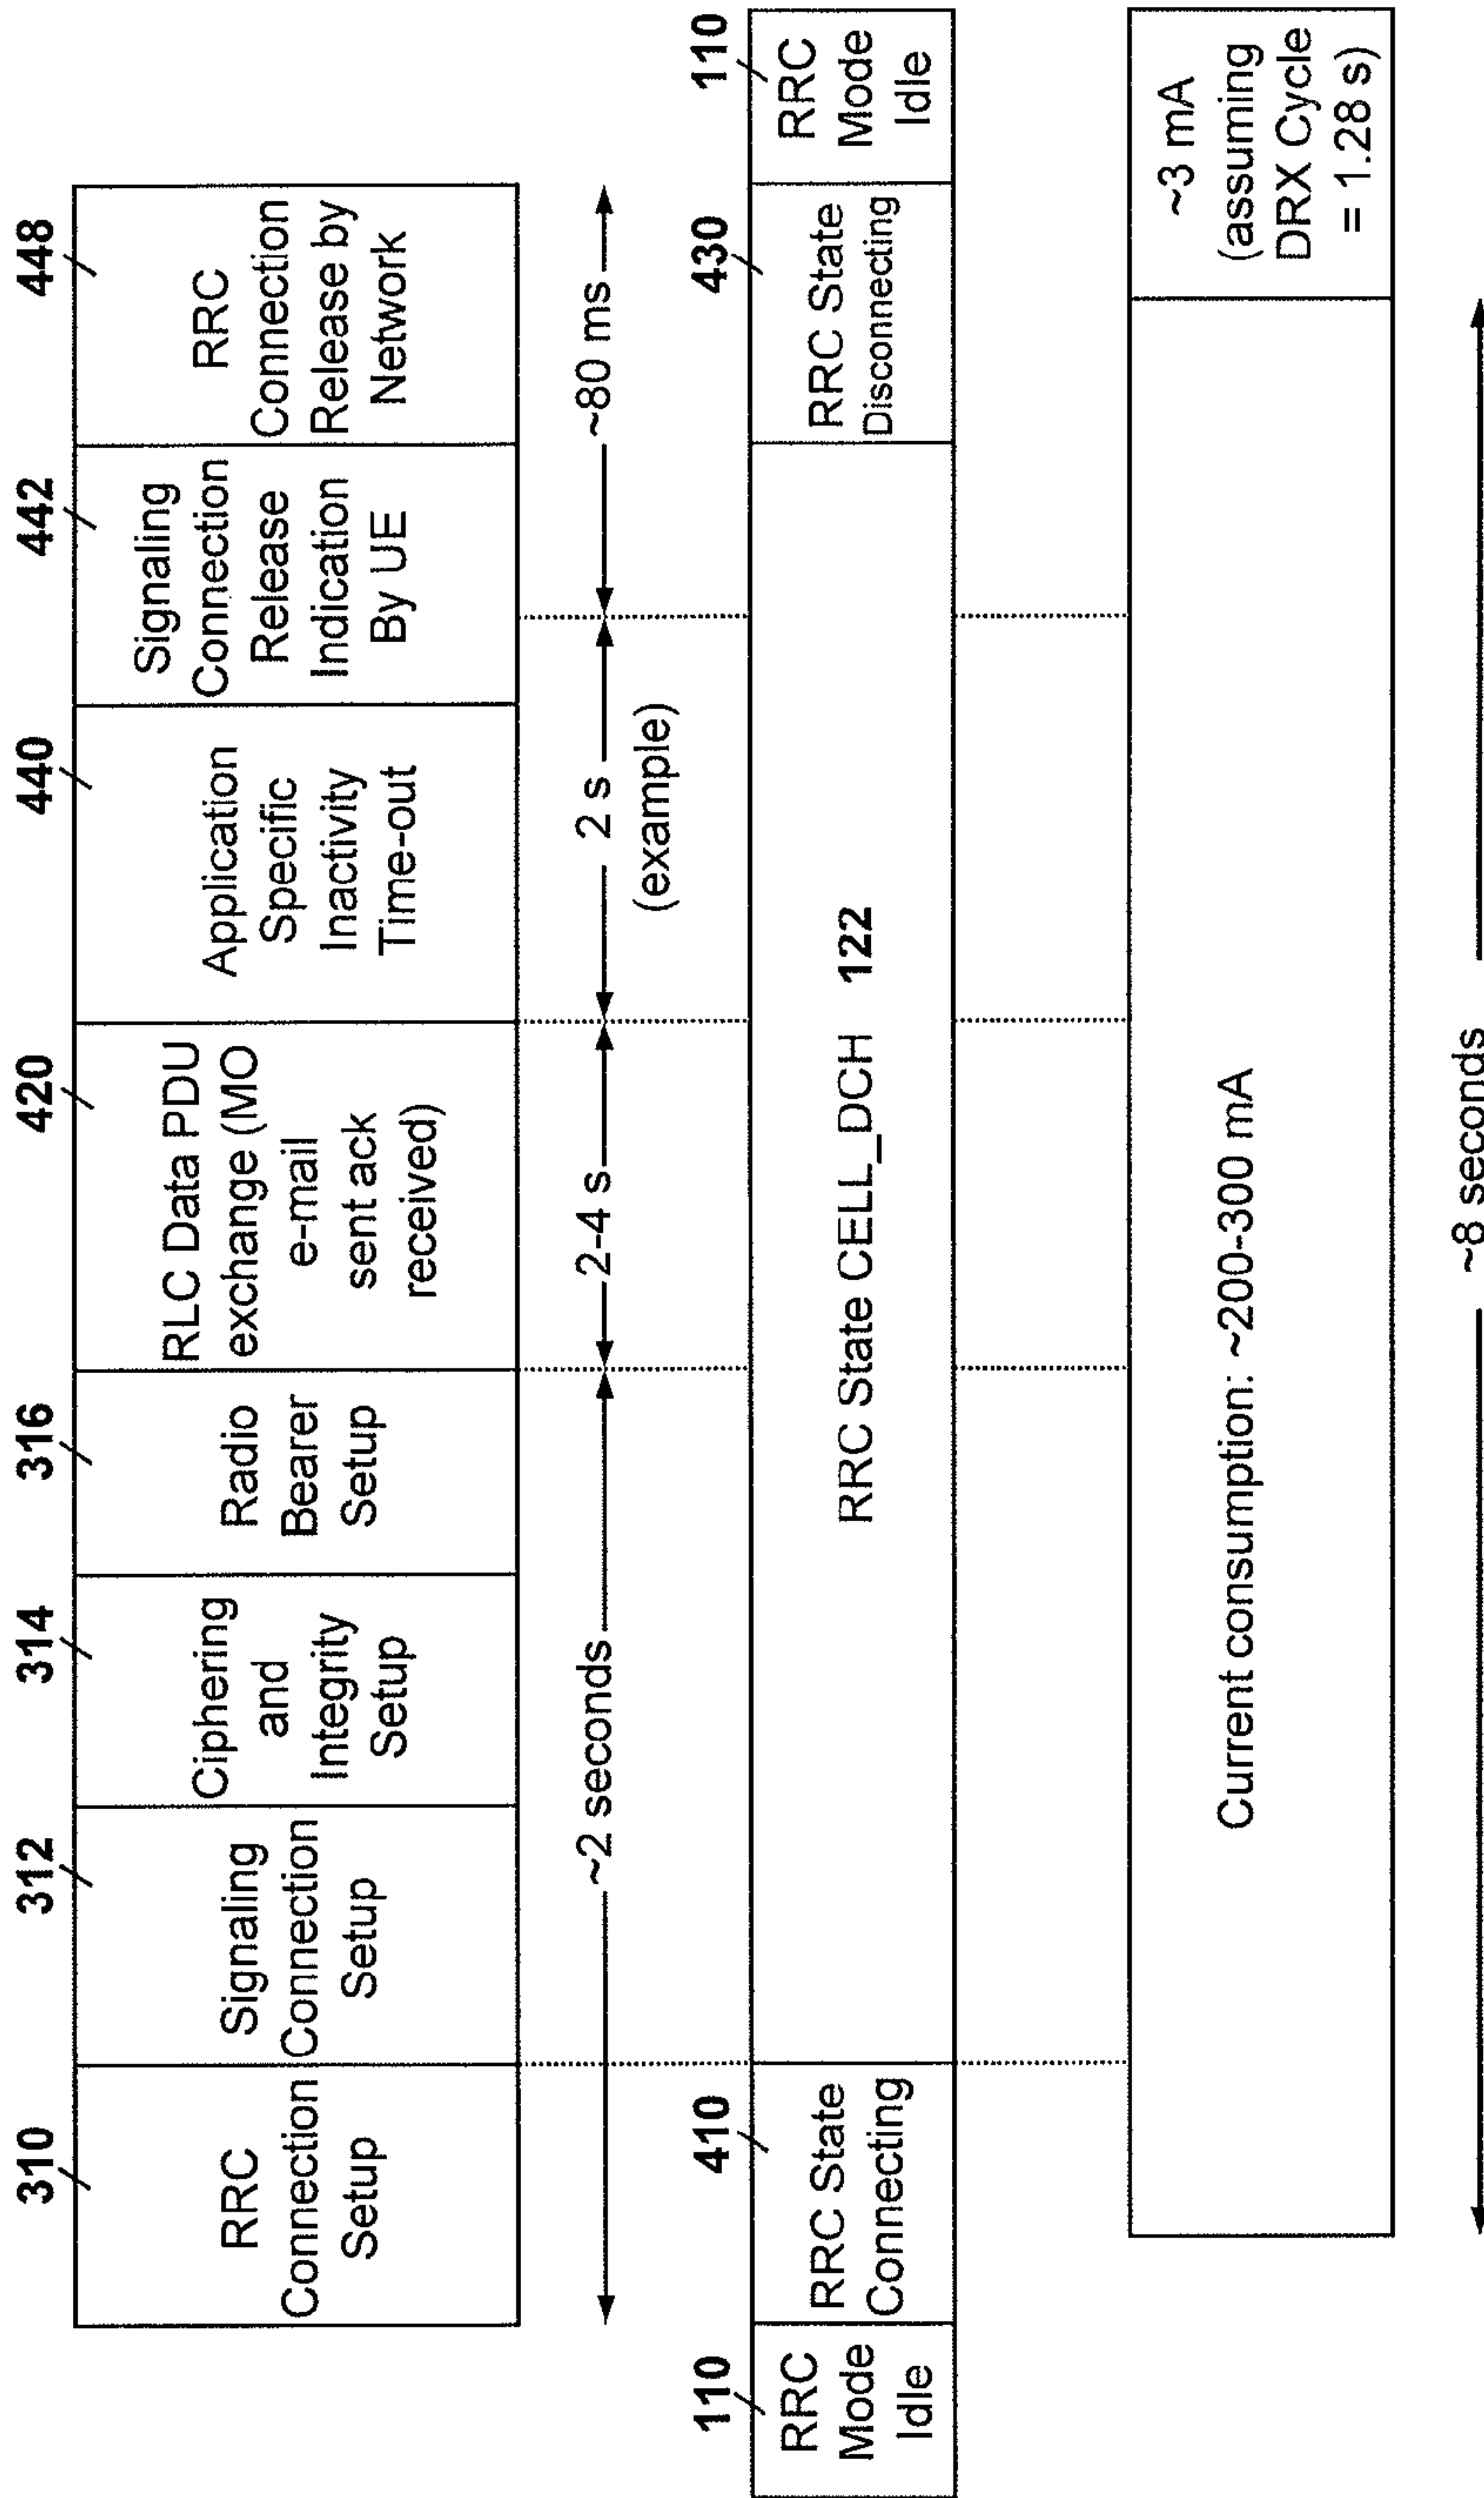 310
312
314
316
420
440
442
448
RRC
Connection
Setup
Signaling
Connection
Setup
Ciphering
and
Integrity
Setup
Radio
Bearer
Setup
RLC Data PDU
exchange (MO
e-mail
sent ack
received)
Application
Specific
Inactivity
Time-out
Signaling
Connection
Release
Indication
By UE
RRC
Connection
Release by
Network
~2 seconds
2-4 s
2 s
(example)
~80 ms
110
410
430
110
RRC
Mode
Idle
RRC State
Connecting
RRC State CELL_DCH 122
RRC State
Disconnecting
RRC
Mode
Idle
Current consumption: ~200-300 mA
~3 mA
(assuming
DRX Cycle
= 1.28 s)
~8 seconds